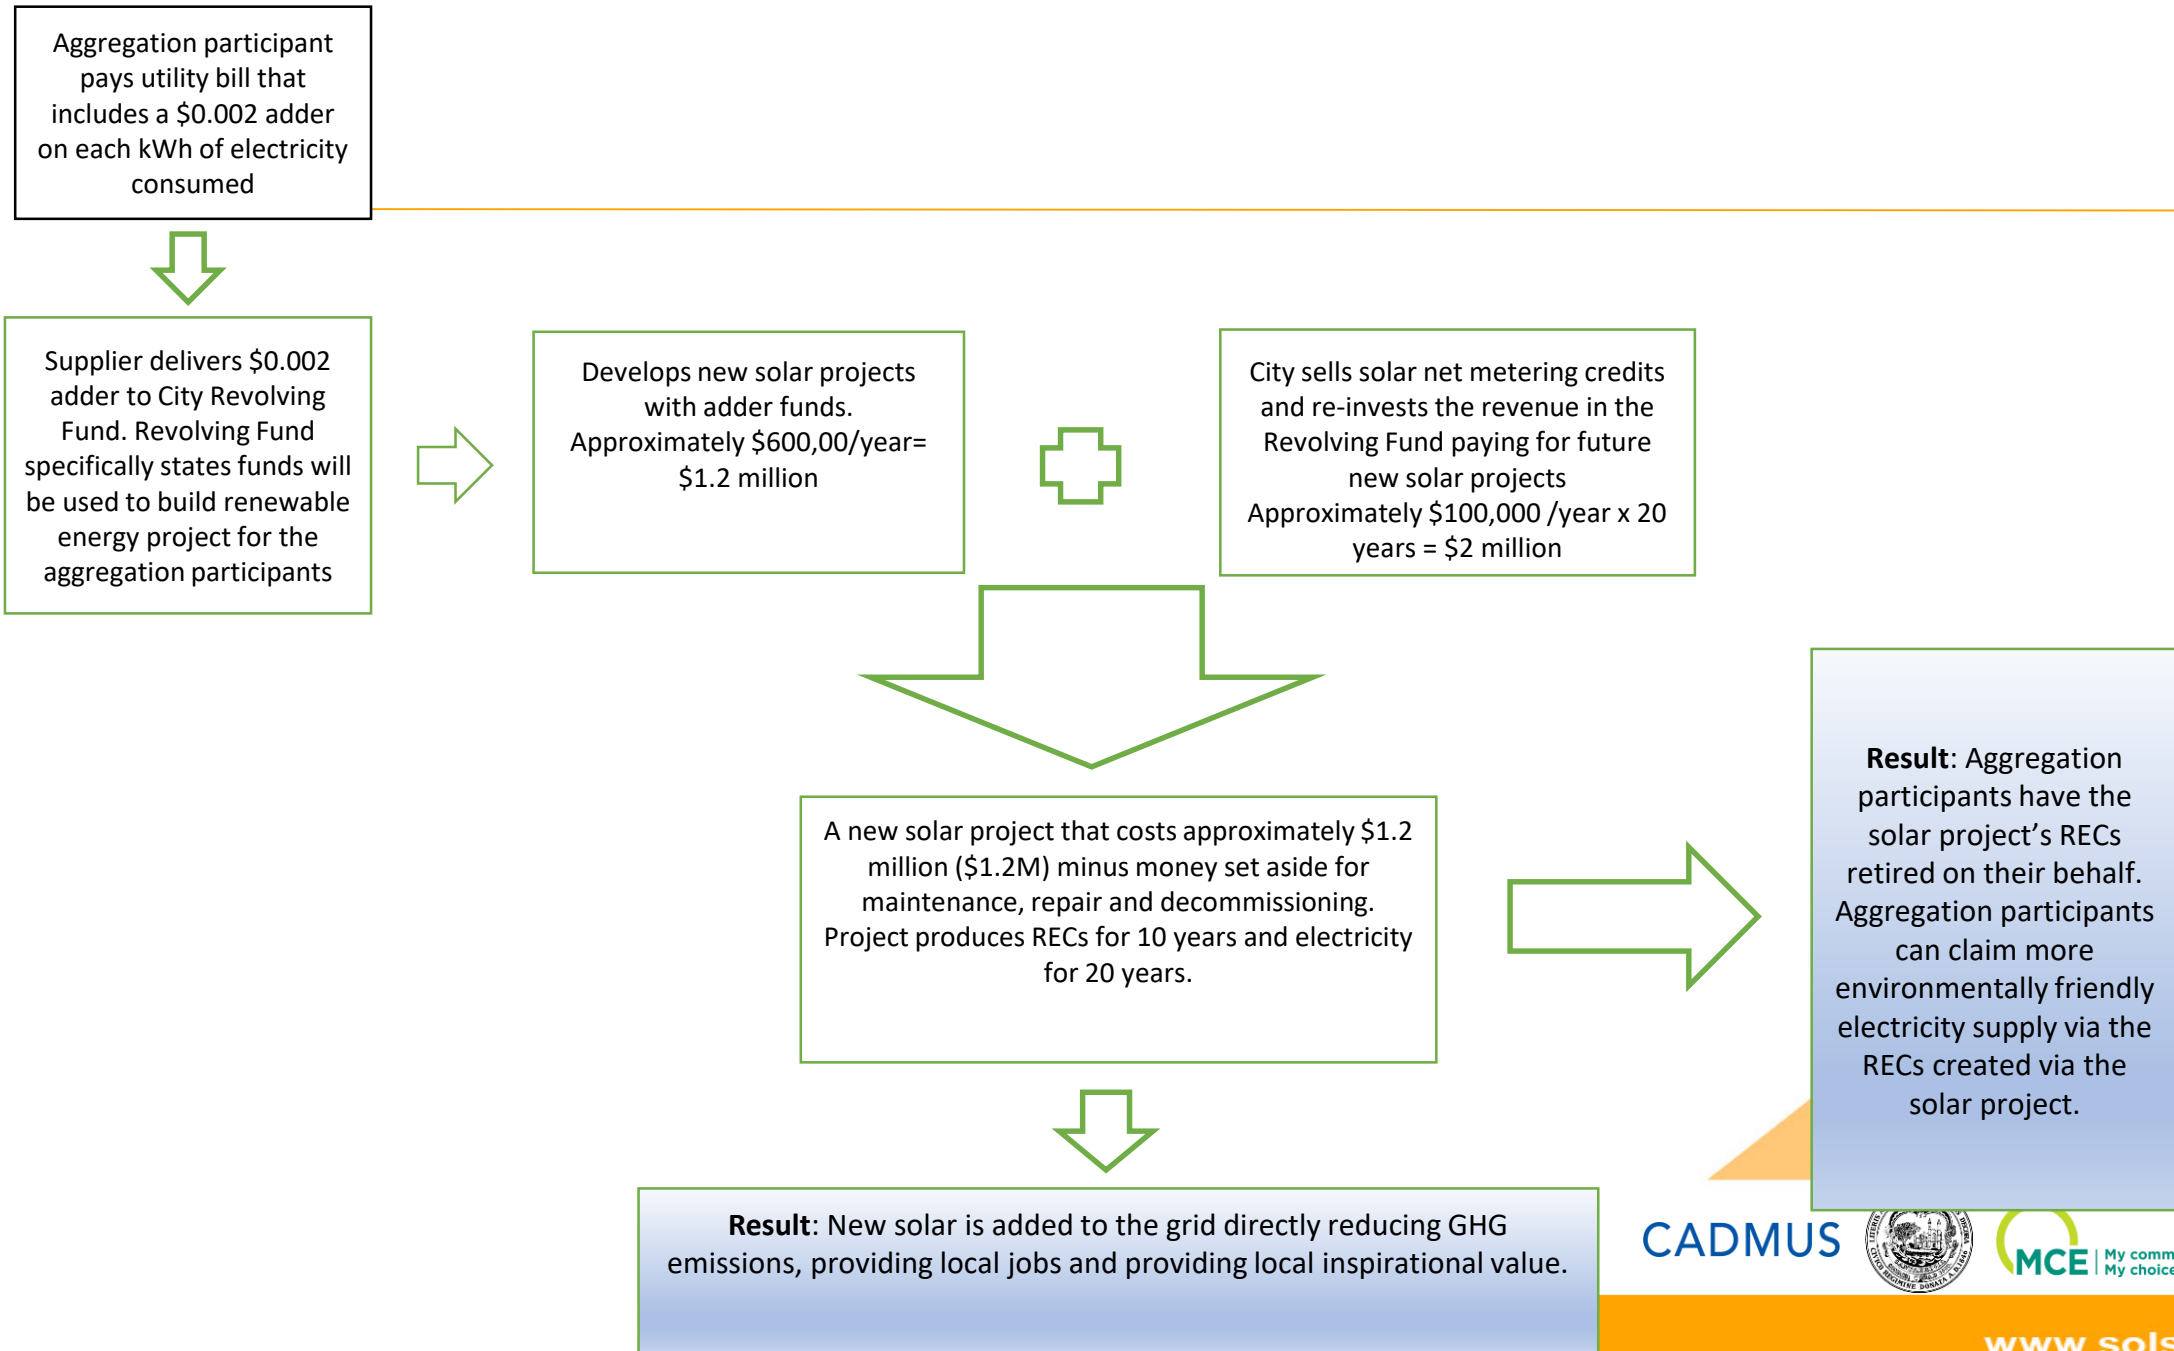 Aggregation participant
pays utility bill that
includes a $0.002 adder
on each kWh of electricity
consumed
Supplier delivers $0.002
adder to City Revolving
Fund. Revolving Fund
specifically states funds will
be used to build renewable
energy project for the
aggregation participants
Develops new solar projects
with adder funds.
Approximately $600,00/year=
$1.2 million
City sells solar net metering credits
and re-invests the revenue in the
Revolving Fund paying for future
new solar projects
Approximately $100,000 /year x 20
years = $2 million
A new solar project that costs approximately $1.2
million ($1.2M) minus money set aside for
maintenance, repair and decommissioning.
Project produces RECs for 10 years and electricity
for 20 years.
Result: Aggregation
participants have the
solar project’s RECs
retired on their behalf.
Aggregation participants
can claim more
environmentally friendly
electricity supply via the
RECs created via the
solar project.
Result: New solar is added to the grid directly reducing GHG
emissions, providing local jobs and providing local inspirational value.
CADMUS
MCE
My comm
My choice
www.sols